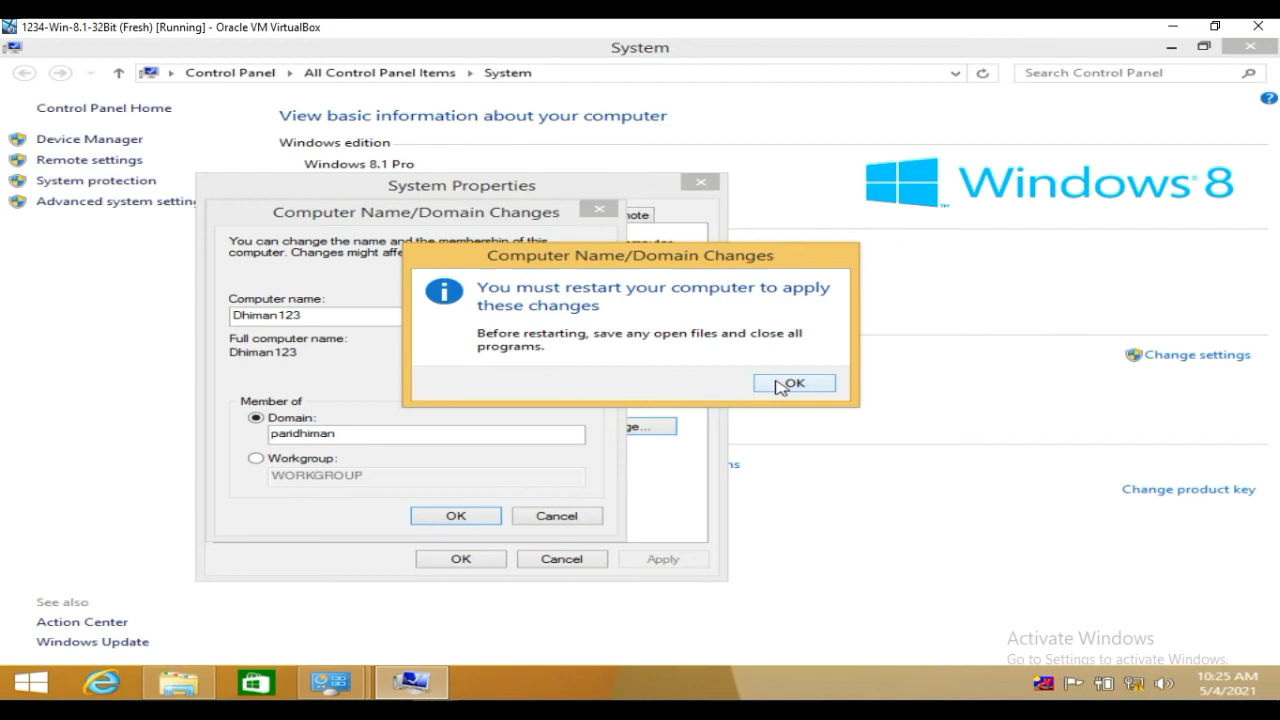 1234-Win-8.1-32Bit (Fresh) [Running] - Oracle VM VirtualBox
System
Control Panel
All Control Panel Items
System
Search Control Panel
Control Panel Home
View basic information about your computer
Device Manager
Windows edition
Remote settings
Windows 8.1 Pro
System protection
Windows 8
Advanced system settin
System Properties
Computer Name/Domain Changes
You can change the name and the membership of this
computer. Changes might affe
Computer Name/Domain Changes
You must restart your computer to apply
these changes
Before restarting, save any open files and close all
programs.
OK
Computer name:
Dhiman123
Full computer name:
Dhiman123
Change settings
Member of
Domain:
paridhiman
Workgroup:
WORKGROUP
Change product key
OK
Cancel
OK
Cancel
Apply
See also
Action Center
Windows Update
Activate Windows
Go to Settings to activate Windows.
10:25 AM
5/4/2021